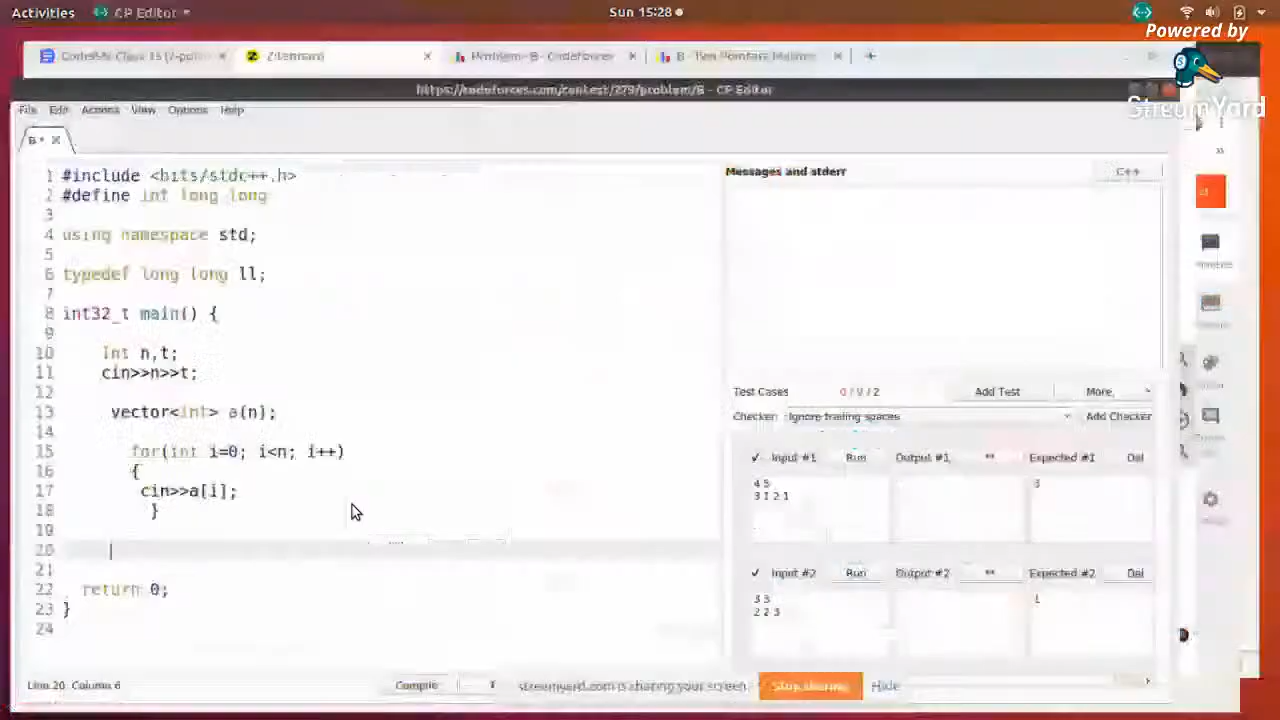 Activities
CP Editor
Sun 15:28
Powered by
StreamYard
Problem - B - Codeforces
B - Two Pointers
https://codeforces.com/contest/279/problem/B - CP Editor
File Edit Actions View Options Help
B
1 #include <bits/stdc++.h>
2 #define int long long
3
4 using namespace std;
5
6 typedef long long ll;
7
8 int32_t main() {
9
10 int n,t;
11 cin>>n>>t;
12
13 vector<int> a(n);
14
15 for(int i=0; i<n; i++)
16 {
17 cin>>a[i];
18 }
19
20
21
22 return 0;
23 }
24
Messages and stderr
C++
Test Cases
0 / 0 / 2
Add Test
More
Checker: Ignore trailing spaces
Add Checker
✓ Input #1 Run Output #1 ** Expected #1 Del
4 5
3 1 2 1
3
✓ Input #2 Run Output #2 ** Expected #2 Del
3 3
2 2 3
1
Line 20 Column 6
Compile
streamyard.com is sharing your screen.
Stop sharing
Hide